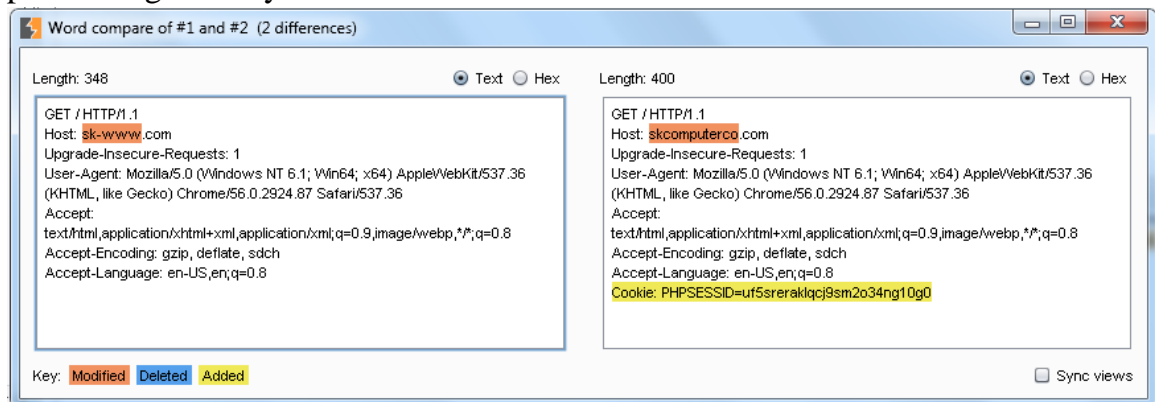 Word compare of #1 and #2 (2 differences)
Length: 348
Text
Hex
GET / HTTP/1.1
Host: sk-www.com
Upgrade-Insecure-Requests: 1
User-Agent: Mozilla/5.0 (Windows NT 6.1; Win64; x64) AppleWebKit/537.36
(KHTML, like Gecko) Chrome/56.0.2924.87 Safari/537.36
Accept:
text/html,application/xhtml+xml,application/xml;q=0.9,image/webp,*/*;q=0.8
Accept-Encoding: gzip, deflate, sdch
Accept-Language: en-US,en;q=0.8
Length: 400
Text
Hex
GET / HTTP/1.1
Host: skcomputerco.com
Upgrade-Insecure-Requests: 1
User-Agent: Mozilla/5.0 (Windows NT 6.1; Win64; x64) AppleWebKit/537.36
(KHTML, like Gecko) Chrome/56.0.2924.87 Safari/537.36
Accept:
text/html,application/xhtml+xml,application/xml;q=0.9,image/webp,*/*;q=0.8
Accept-Encoding: gzip, deflate, sdch
Accept-Language: en-US,en;q=0.8
Cookie: PHPSESSID=uf5sreraklqcj9sm2o34ng10g0
Key: Modified Deleted Added
Sync views